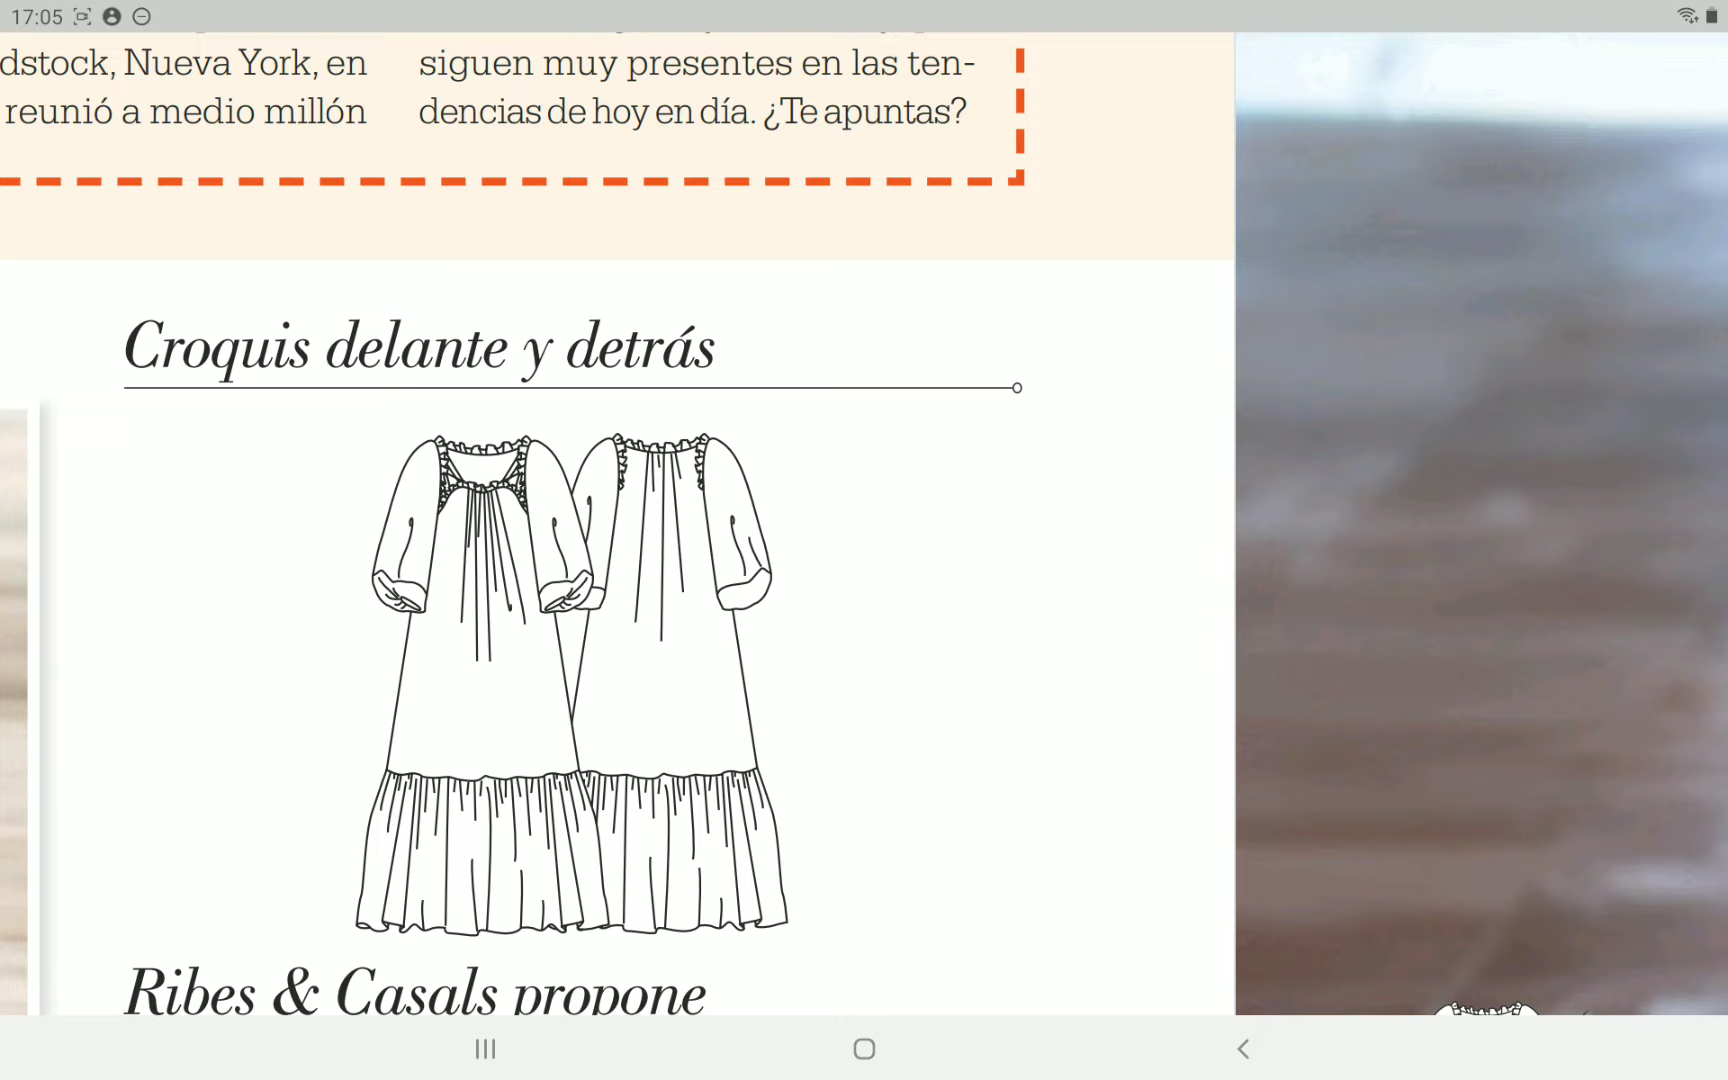 17:05
dstock, Nueva York, en
reunió a medio millón
siguen muy presentes en las ten-
dencias de hoy en día. ¿Te apuntas?
Croquis delante y detrás
Ribes & Casals propone